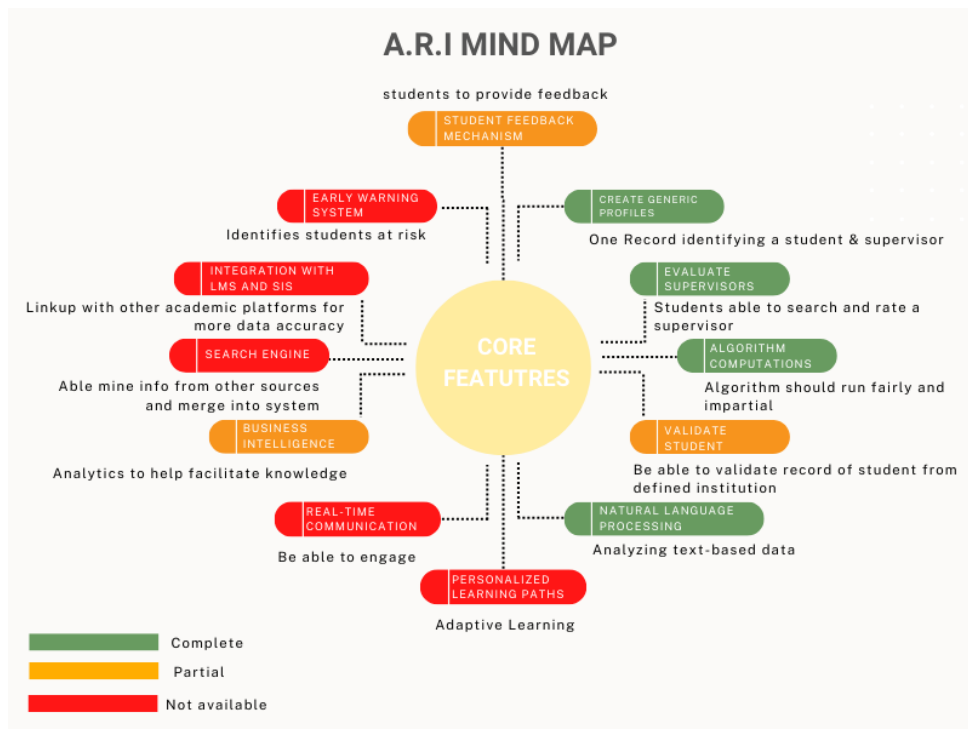 A.R.I MIND MAP
students to provide feedback
STUDENT FEEDBACK
MECHANISM
EARLY WARNING
SYSTEM
Identifies students at risk
CREATE GENERIC
PROFILES
One Record identifying a student & supervisor
INTEGRATION WITH
LMS AND SIS
Linkup with other academic platforms for
more data accuracy
EVALUATE
SUPERVISORS
Students able to search and rate a
supervisor
SEARCH ENGINE
Able mine info from other sources
and merge into system
CORE
FEATUTRES
ALGORITHM
COMPUTATIONS
Algorithm should run fairly and
impartial
BUSINESS
INTELLIGENCE
Analytics to help facilitate knowledge
VALIDATE
STUDENT
Be able to validate record of student from
defined institution
REAL-TIME
COMMUNICATION
Be able to engage
NATURAL LANGUAGE
PROCESSING
Analyzing text-based data
PERSONALIZED
LEARNING PATHS
Adaptive Learning
Complete
Partial
Not available